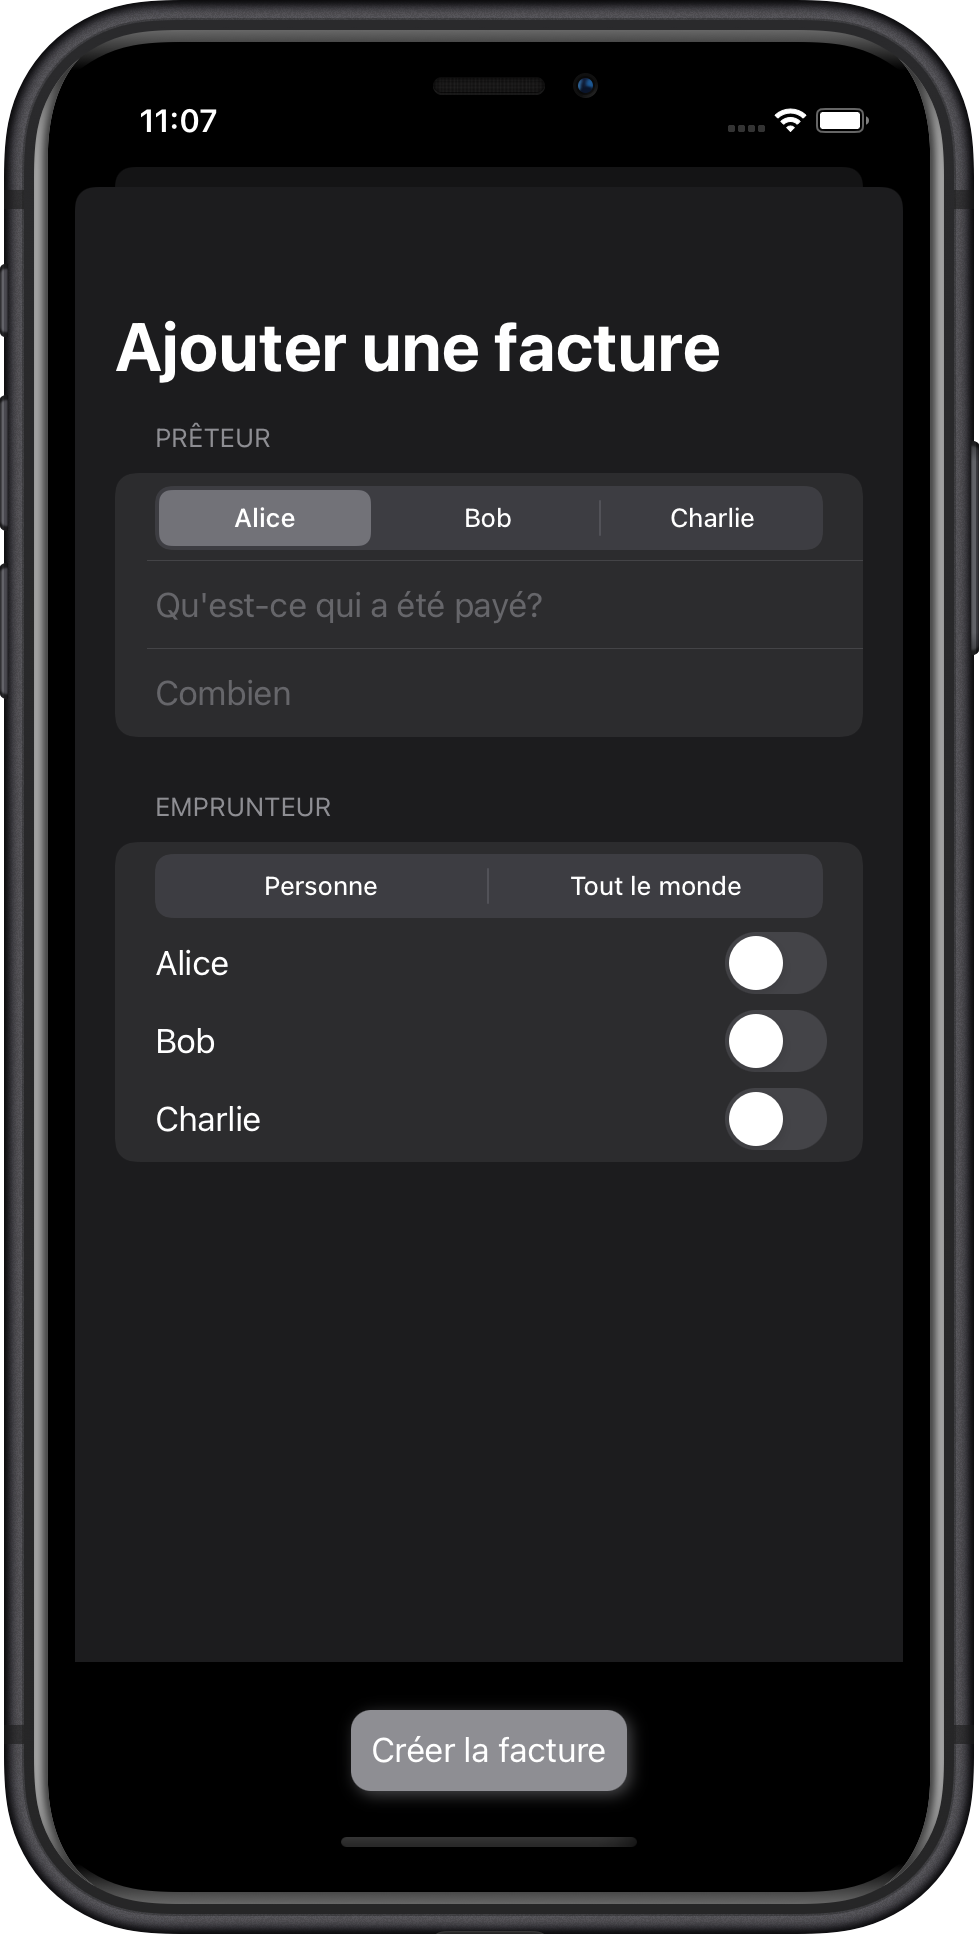 11:07
Ajouter une facture
PRÊTEUR
Alice Bob Charlie
Qu'est-ce qui a été payé?
Combien
EMPRUNTEUR
Personne Tout le monde
Alice
Bob
Charlie
Créer la facture